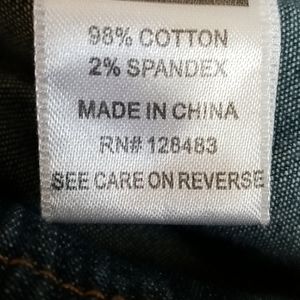 98% COTTON
2% SPANDEX
MADE IN CHINA
RN# 128483
SEE CARE ON REVERSE